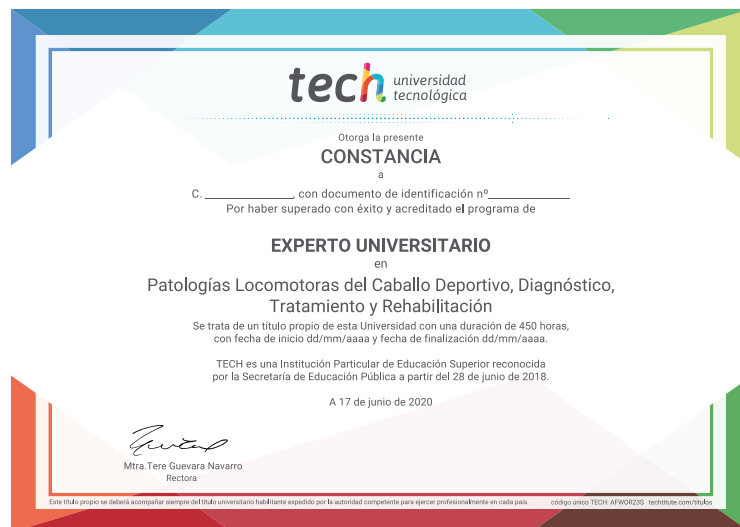 tech universidad
tecnológica
Otorga la presente
CONSTANCIA
a
C. ______________, con documento de identificación nº______________
Por haber superado con éxito y acreditado el programa de
EXPERTO UNIVERSITARIO
en
Patologías Locomotoras del Caballo Deportivo, Diagnóstico,
Tratamiento y Rehabilitación
Se trata de un título propio de esta Universidad con una duración de 450 horas,
con fecha de inicio dd/mm/aaaa y fecha de finalización dd/mm/aaaa.
TECH es una Institución Particular de Educación Superior reconocida
por la Secretaría de Educación Pública a partir del 28 de junio de 2018.
A 17 de junio de 2020
Mtra.Tere Guevara Navarro
Rectora
Este título propio se deberá acompañar siempre del título universitario habilitante expedido por la autoridad competente para ejercer profesionalmente en cada país. código único TECH: AFWOR23S techtitute.com/titulos